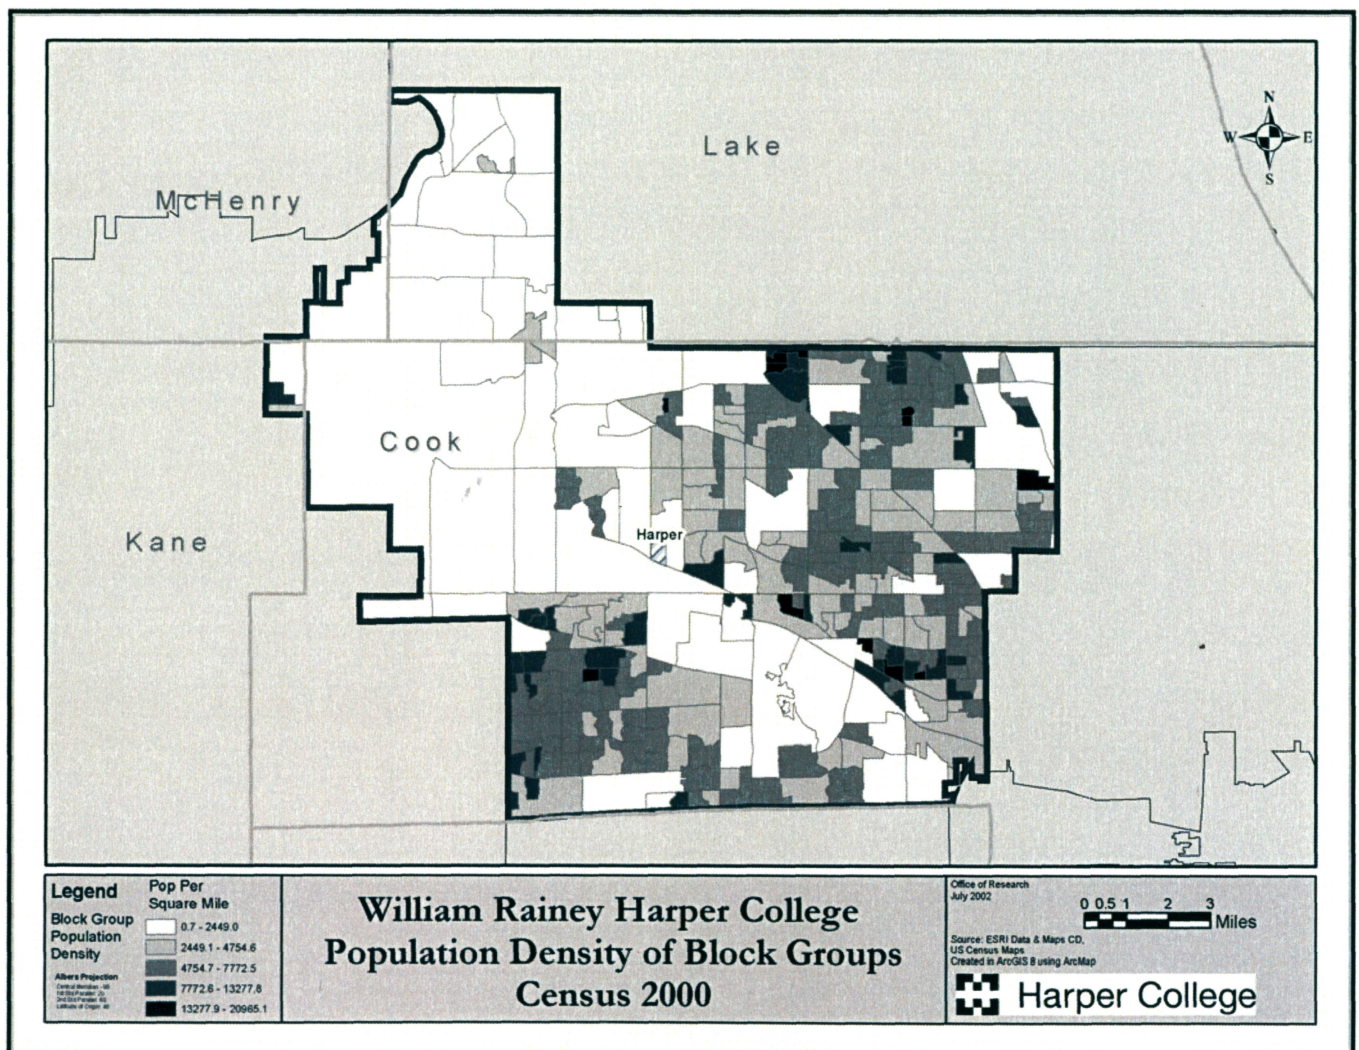 N
W E
S
Lake
McHenry
Cook
Kane
Harper
Legend
Block Group
Population
Density
Albers Projection
Pop Per
Square Mile
0.7 - 2449.0
2449.1 - 4754.6
4754.7 - 7772.5
7772.6 - 13277.8
13277.9 - 20965.1
William Rainey Harper College
Population Density of Block Groups
Census 2000
Office of Research
July 2002
0 0.5 1 2 3
Miles
Source: ESRI Data & Maps CD,
US Census Maps
Created in ArcGIS 8 using ArcMap
Harper College